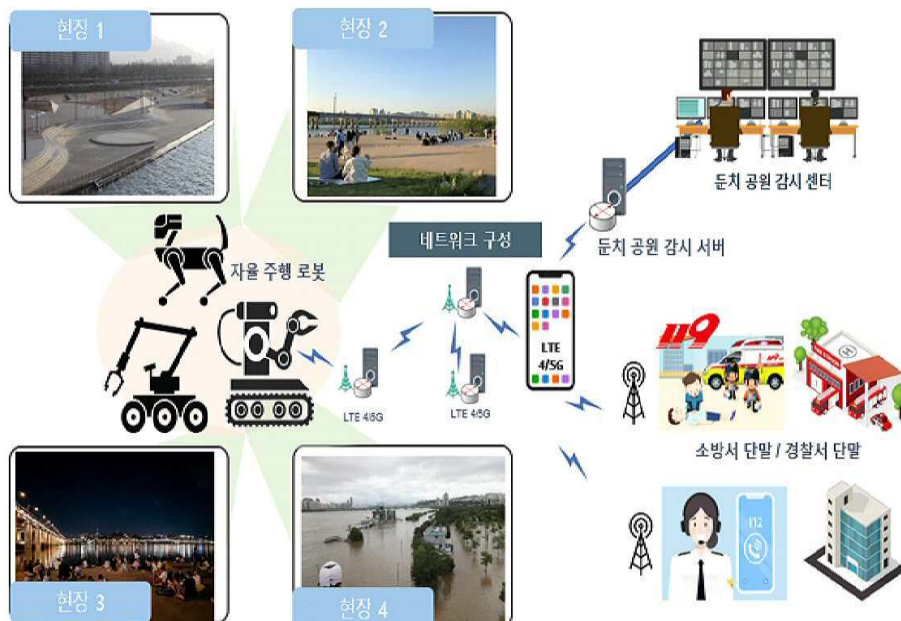 현장 1
현장 2
둔치 공원 감시 센터
네트워크 구성
둔치 공원 감시 서버
자율 주행 로봇
LTE
4/5G
LTE 4/5G
LTE 4/5G
119
소방서 단말 / 경찰서 단말
112
현장 3
현장 4